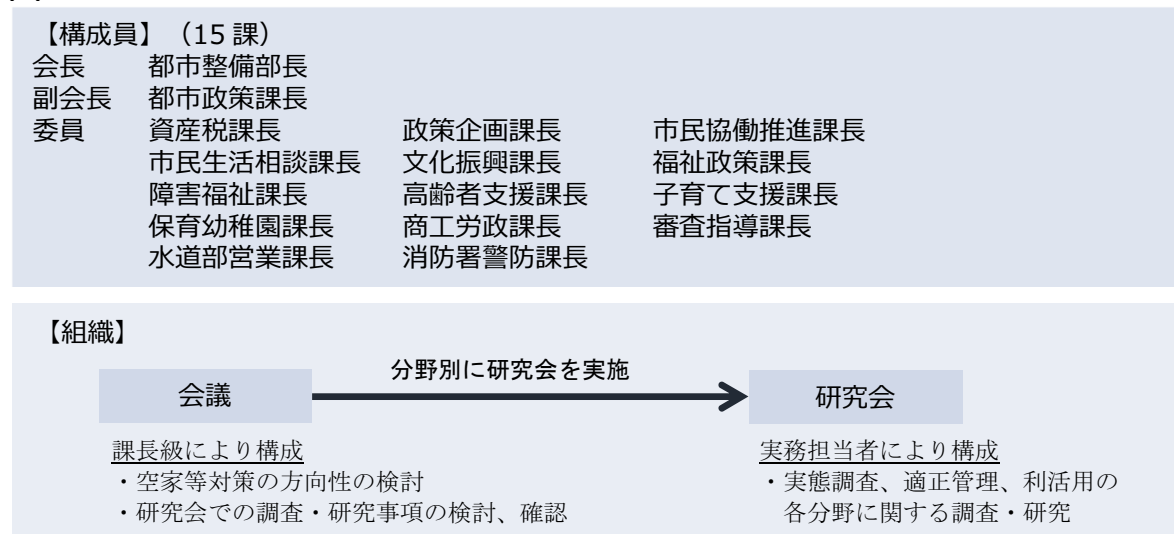 【構成員】（15 課）
会長 都市整備部長
副会長 都市政策課長
委員 資産税課長 政策企画課長 市民協働推進課長
市民生活相談課長 文化振興課長 福祉政策課長
障害福祉課長 高齢者支援課長 子育て支援課長
保育幼稚園課長 商工労政課長 審査指導課長
水道部営業課長 消防署警防課長
【組織】
分野別に研究会を実施
会議 研究会
課長級により構成 実務担当者により構成
・空家等対策の方向性の検討 ・実態調査、適正管理、利活用の
・研究会での調査・研究事項の検討、確認 各分野に関する調査・研究